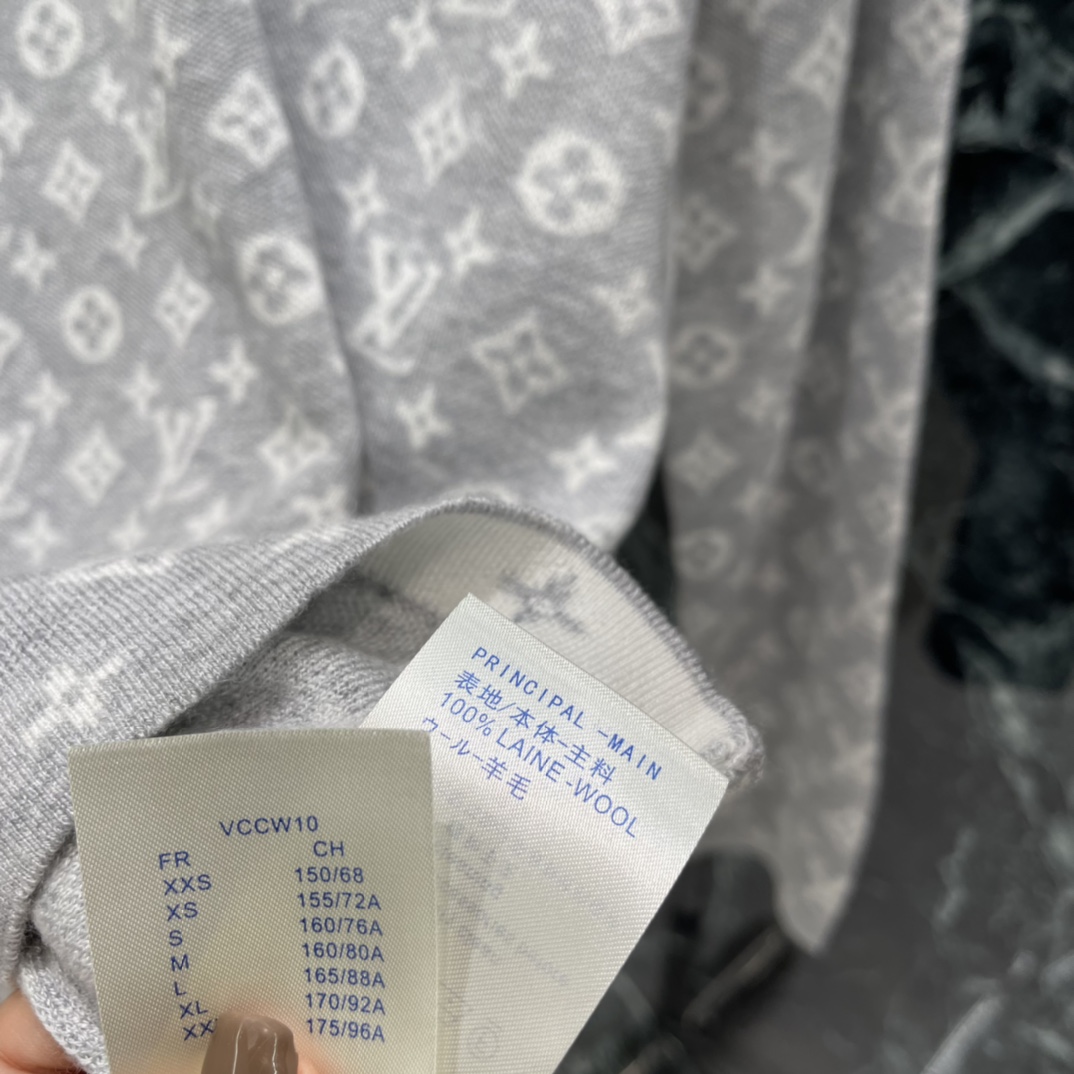 PRINCIPAL -MAIN
表地/本体-主料
100% LAINE-WOOL
ウール-羊毛
VCCW10
FR CH
XXS 150/68
XS 155/72A
S 160/76A
M 160/80A
L 165/88A
XL 170/92A
175/96A